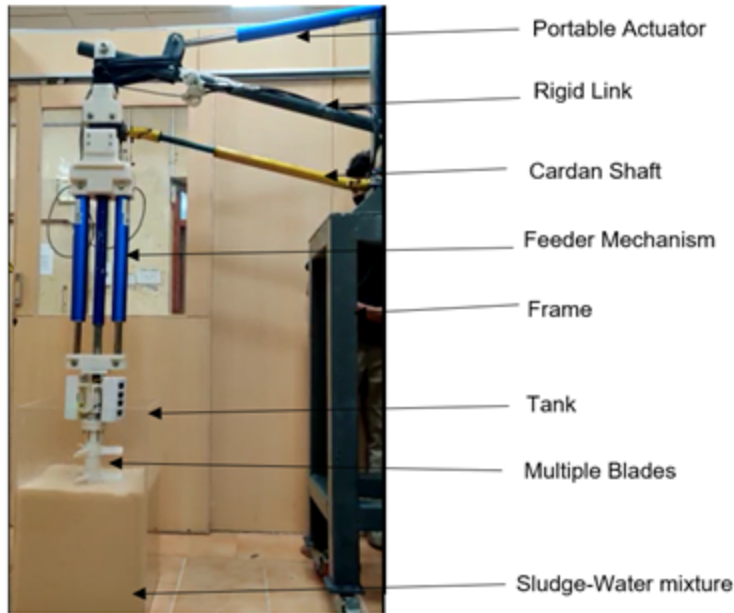 Portable Actuator
Rigid Link
Cardan Shaft
Feeder Mechanism
Frame
Tank
Multiple Blades
Sludge-Water mixture